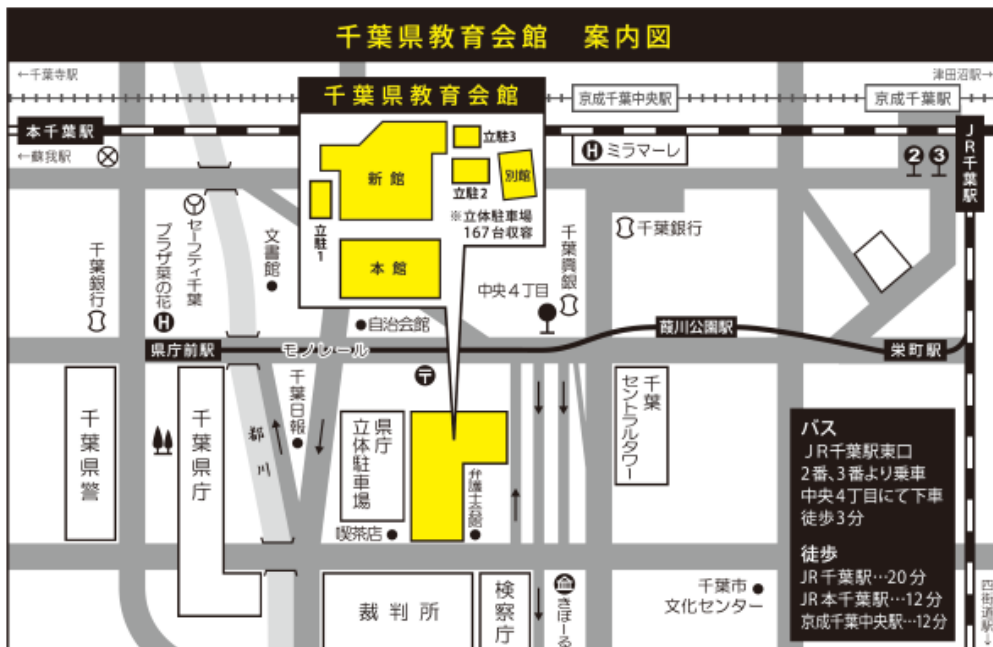 千葉県教育会館 案内図
←千葉寺駅
津田沼駅→
千葉県教育会館
京成千葉中央駅
京成千葉駅
本千葉駅
←蘇我駅
JR千葉駅
H ミラマーレ
2 3
新館
立駐3
立駐2
別館
立駐1
※立体駐車場
167台収容
本館
セーフティ千葉
プラザ菜の花
H
文書館
千葉銀行
千葉興銀
千葉銀行
中央4丁目
自治会館
県庁前駅
モノレール
葭川公園駅
栄町駅
〒
千葉県警
千葉県庁
都川
千葉日報
県庁
立体駐車場
弁護士会館
喫茶店
千葉
セントラルタワー
バス
JR千葉駅東口
2番、3番より乗車
中央4丁目にて下車
徒歩3分
徒歩
JR千葉駅…20分
JR本千葉駅…12分
京成千葉中央駅…12分
裁判所
検察庁
きぼーる
千葉市
文化センター
四街道駅→